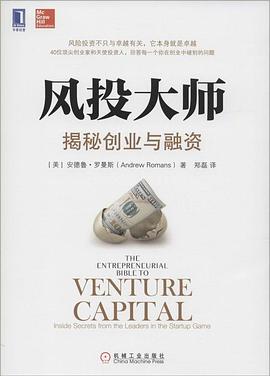 Mc
Graw
Hill
Education
华章经管
风险投资不只与卓越有关，它本身就是卓越
40位顶尖创业家和天使投资人，回答每一个你在创业中碰到的问题
风投大师
揭秘创业与融资
［美］安德鲁·罗曼斯（Andrew Romans） 著 郑磊 译
THE
ENTREPRENEURIAL
BIBLE TO
VENTURE
CAPITAL
Inside Secrets from the Leaders in the Startup Game
机械工业出版社
China Machine Press